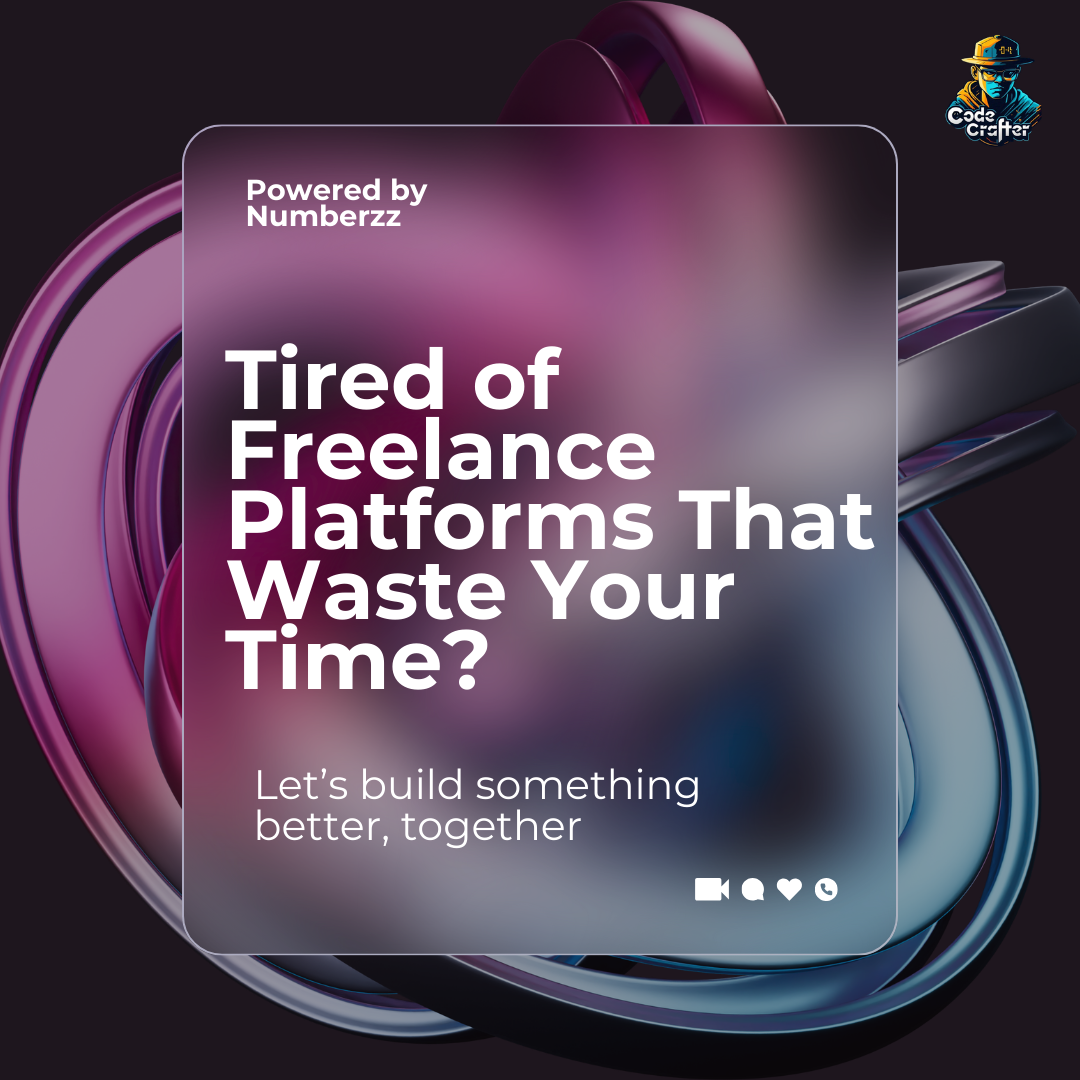 Code
Crafter
Powered by
Numberzz
Tired of
Freelance
Platforms That
Waste Your
Time?
Let’s build something
better, together